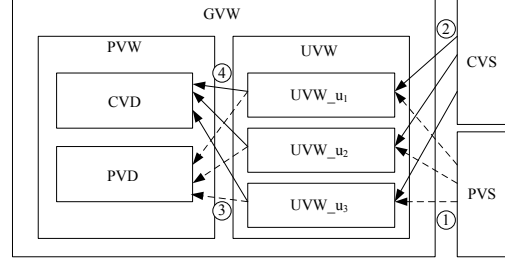 GVW
②
PVW
UVW
CVS
④
CVD
UVW_u₁
UVW_u₂
PVD
PVS
UVW_u₃
③
①